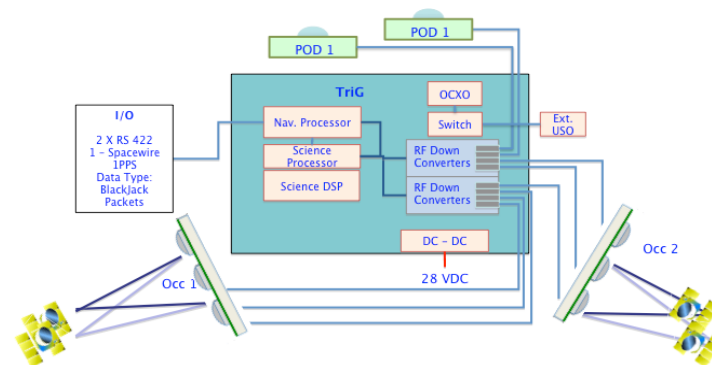 POD 1
POD 1
TriG
OCXO
I/O
2 X RS 422
1 – Spacewire
1PPS
Data Type:
BlackJack
Packets
Nav. Processor
Switch
Ext.
USO
Science
Processor
RF Down
Converters
Science DSP
RF Down
Converters
DC – DC
Occ 2
28 VDC
Occ 1